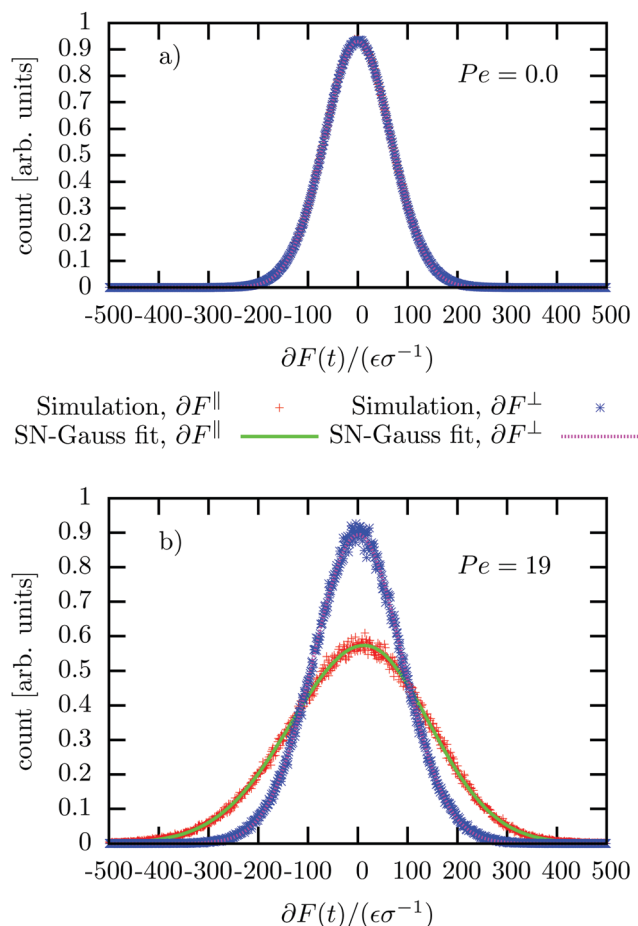 1
0.9
0.8
0.7
0.6
0.5
0.4
0.3
0.2
0.1
0
count [arb. units]
a)
Pe = 0.0
-500 -400 -300 -200 -100 0 100 200 300 400 500
∂F(t)/(ϵσ⁻¹)
Simulation, ∂F^∥ Simulation, ∂F^⊥
SN-Gauss fit, ∂F^∥ SN-Gauss fit, ∂F^⊥
1
0.9
0.8
0.7
0.6
0.5
0.4
0.3
0.2
0.1
0
count [arb. units]
b)
Pe = 19
-500 -400 -300 -200 -100 0 100 200 300 400 500
∂F(t)/(ϵσ⁻¹)